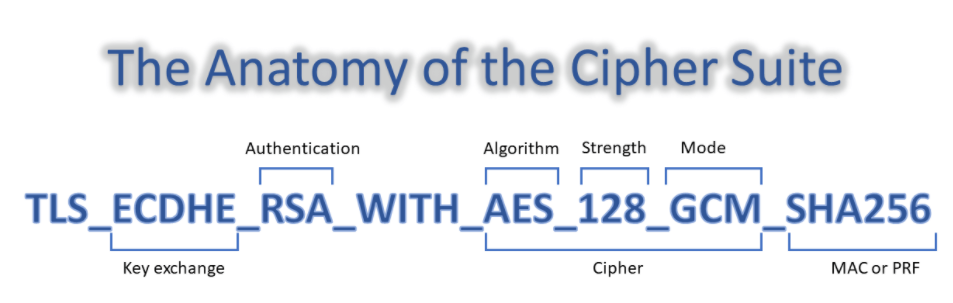 The Anatomy of the Cipher Suite
Authentication Algorithm Strength Mode
TLS_ECDHE_RSA_WITH_AES_128_GCM_SHA256
Key exchange Cipher MAC or PRF